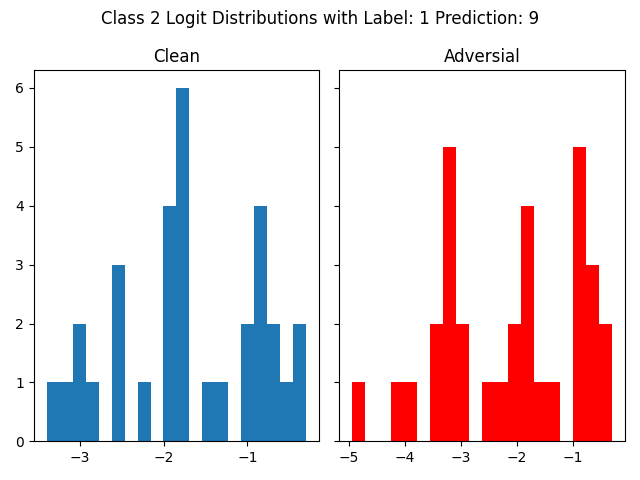 Class 2 Logit Distributions with Label: 1 Prediction: 9
Clean
Adversial
6
5
4
3
2
1
0
−3 −2 −1
−5 −4 −3 −2 −1